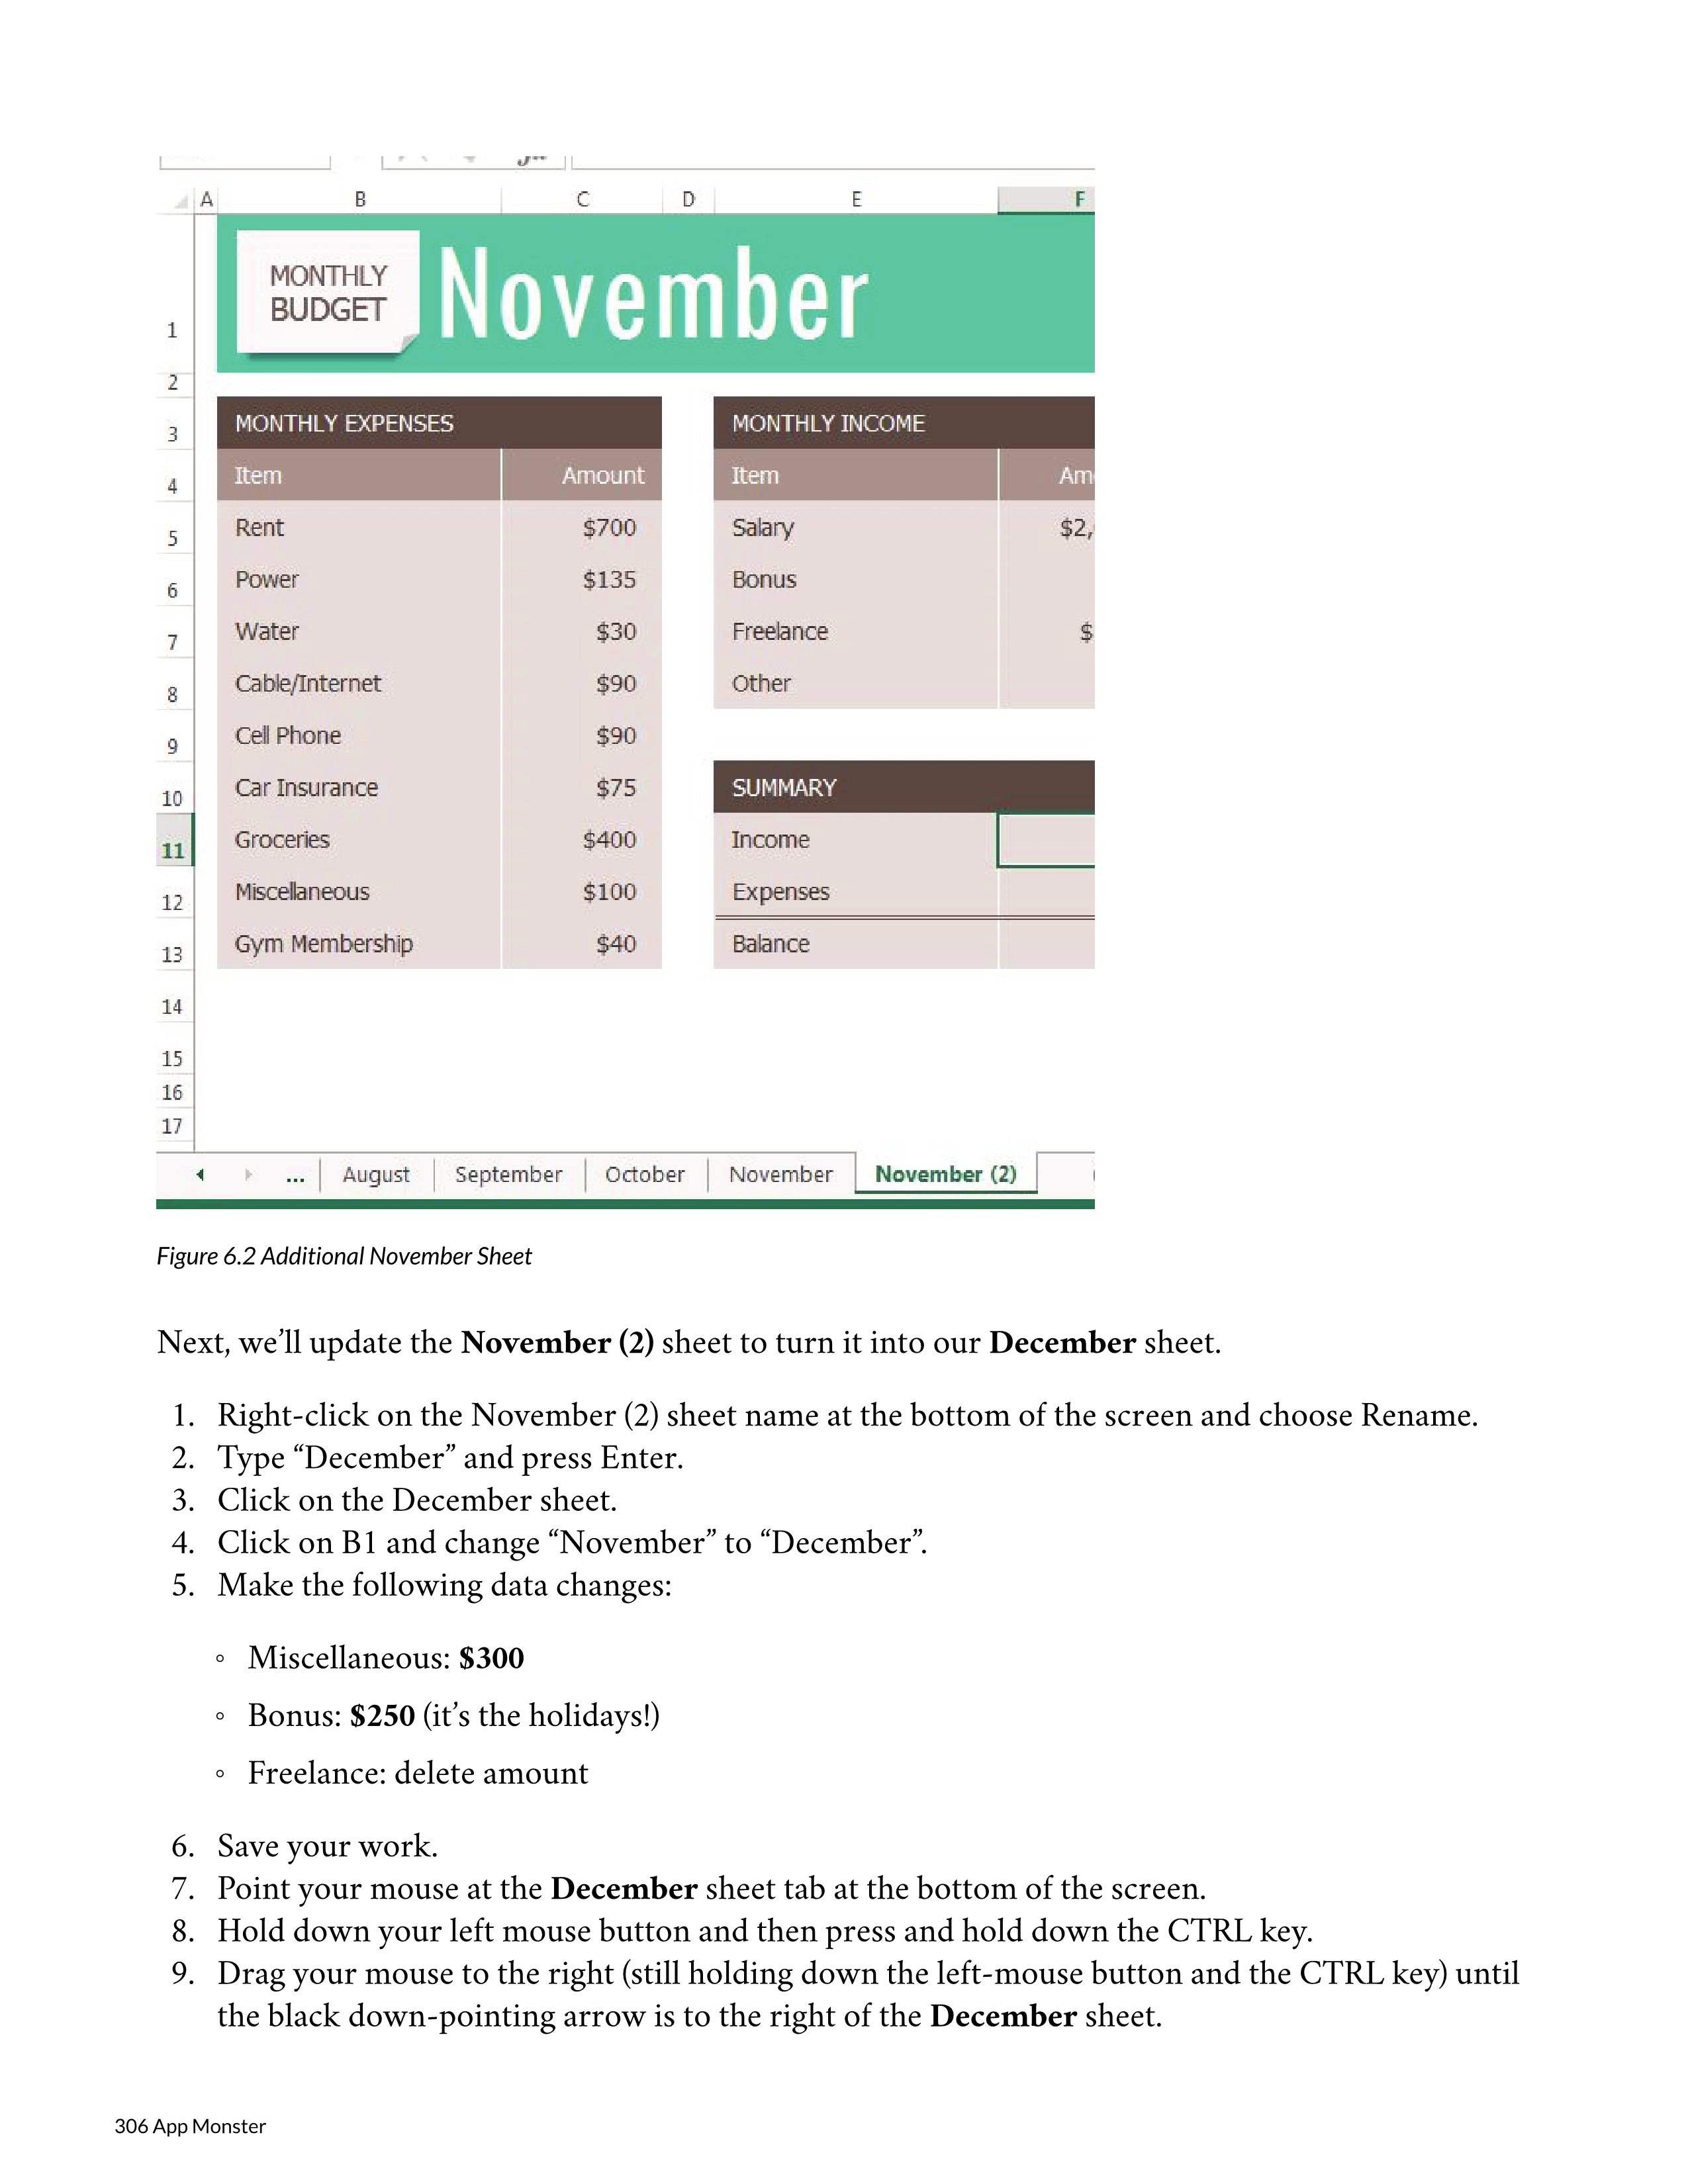 A B C D E F
1 MONTHLY BUDGET November
2
3 MONTHLY EXPENSES MONTHLY INCOME
4 Item Amount Item
5 Rent $700 Salary $2,
6 Power $135 Bonus
7 Water $30 Freelance $
8 Cable/Internet $90 Other
9 Cell Phone $90
10 Car Insurance $75 SUMMARY
11 Groceries $400 Income
12 Miscellaneous $100 Expenses
13 Gym Membership $40 Balance
14
15
16
17
... August September October November November (2)
Figure 6.2 Additional November Sheet
Next, we’ll update the November (2) sheet to turn it into our December sheet.
1. Right-click on the November (2) sheet name at the bottom of the screen and choose Rename.
2. Type “December” and press Enter.
3. Click on the December sheet.
4. Click on B1 and change “November” to “December”.
5. Make the following data changes:
◦ Miscellaneous: $300
◦ Bonus: $250 (it’s the holidays!)
◦ Freelance: delete amount
6. Save your work.
7. Point your mouse at the December sheet tab at the bottom of the screen.
8. Hold down your left mouse button and then press and hold down the CTRL key.
9. Drag your mouse to the right (still holding down the left-mouse button and the CTRL key) until
the black down-pointing arrow is to the right of the December sheet.
306 App Monster